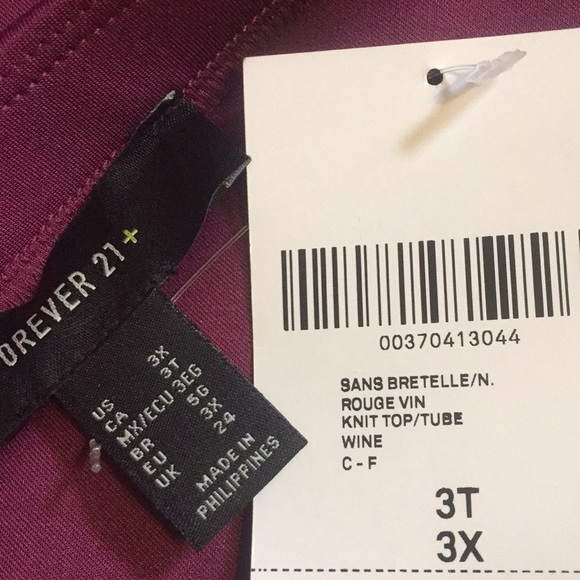 OREVER 21+
US 3X
CA 3T
MX/ECU 3EG
BR 5G
EU 3X
UK 24
MADE IN
PHILIPPINES
00370413044
SANS BRETELLE/N.
ROUGE VIN
KNIT TOP/TUBE
WINE
C - F
3T
3X